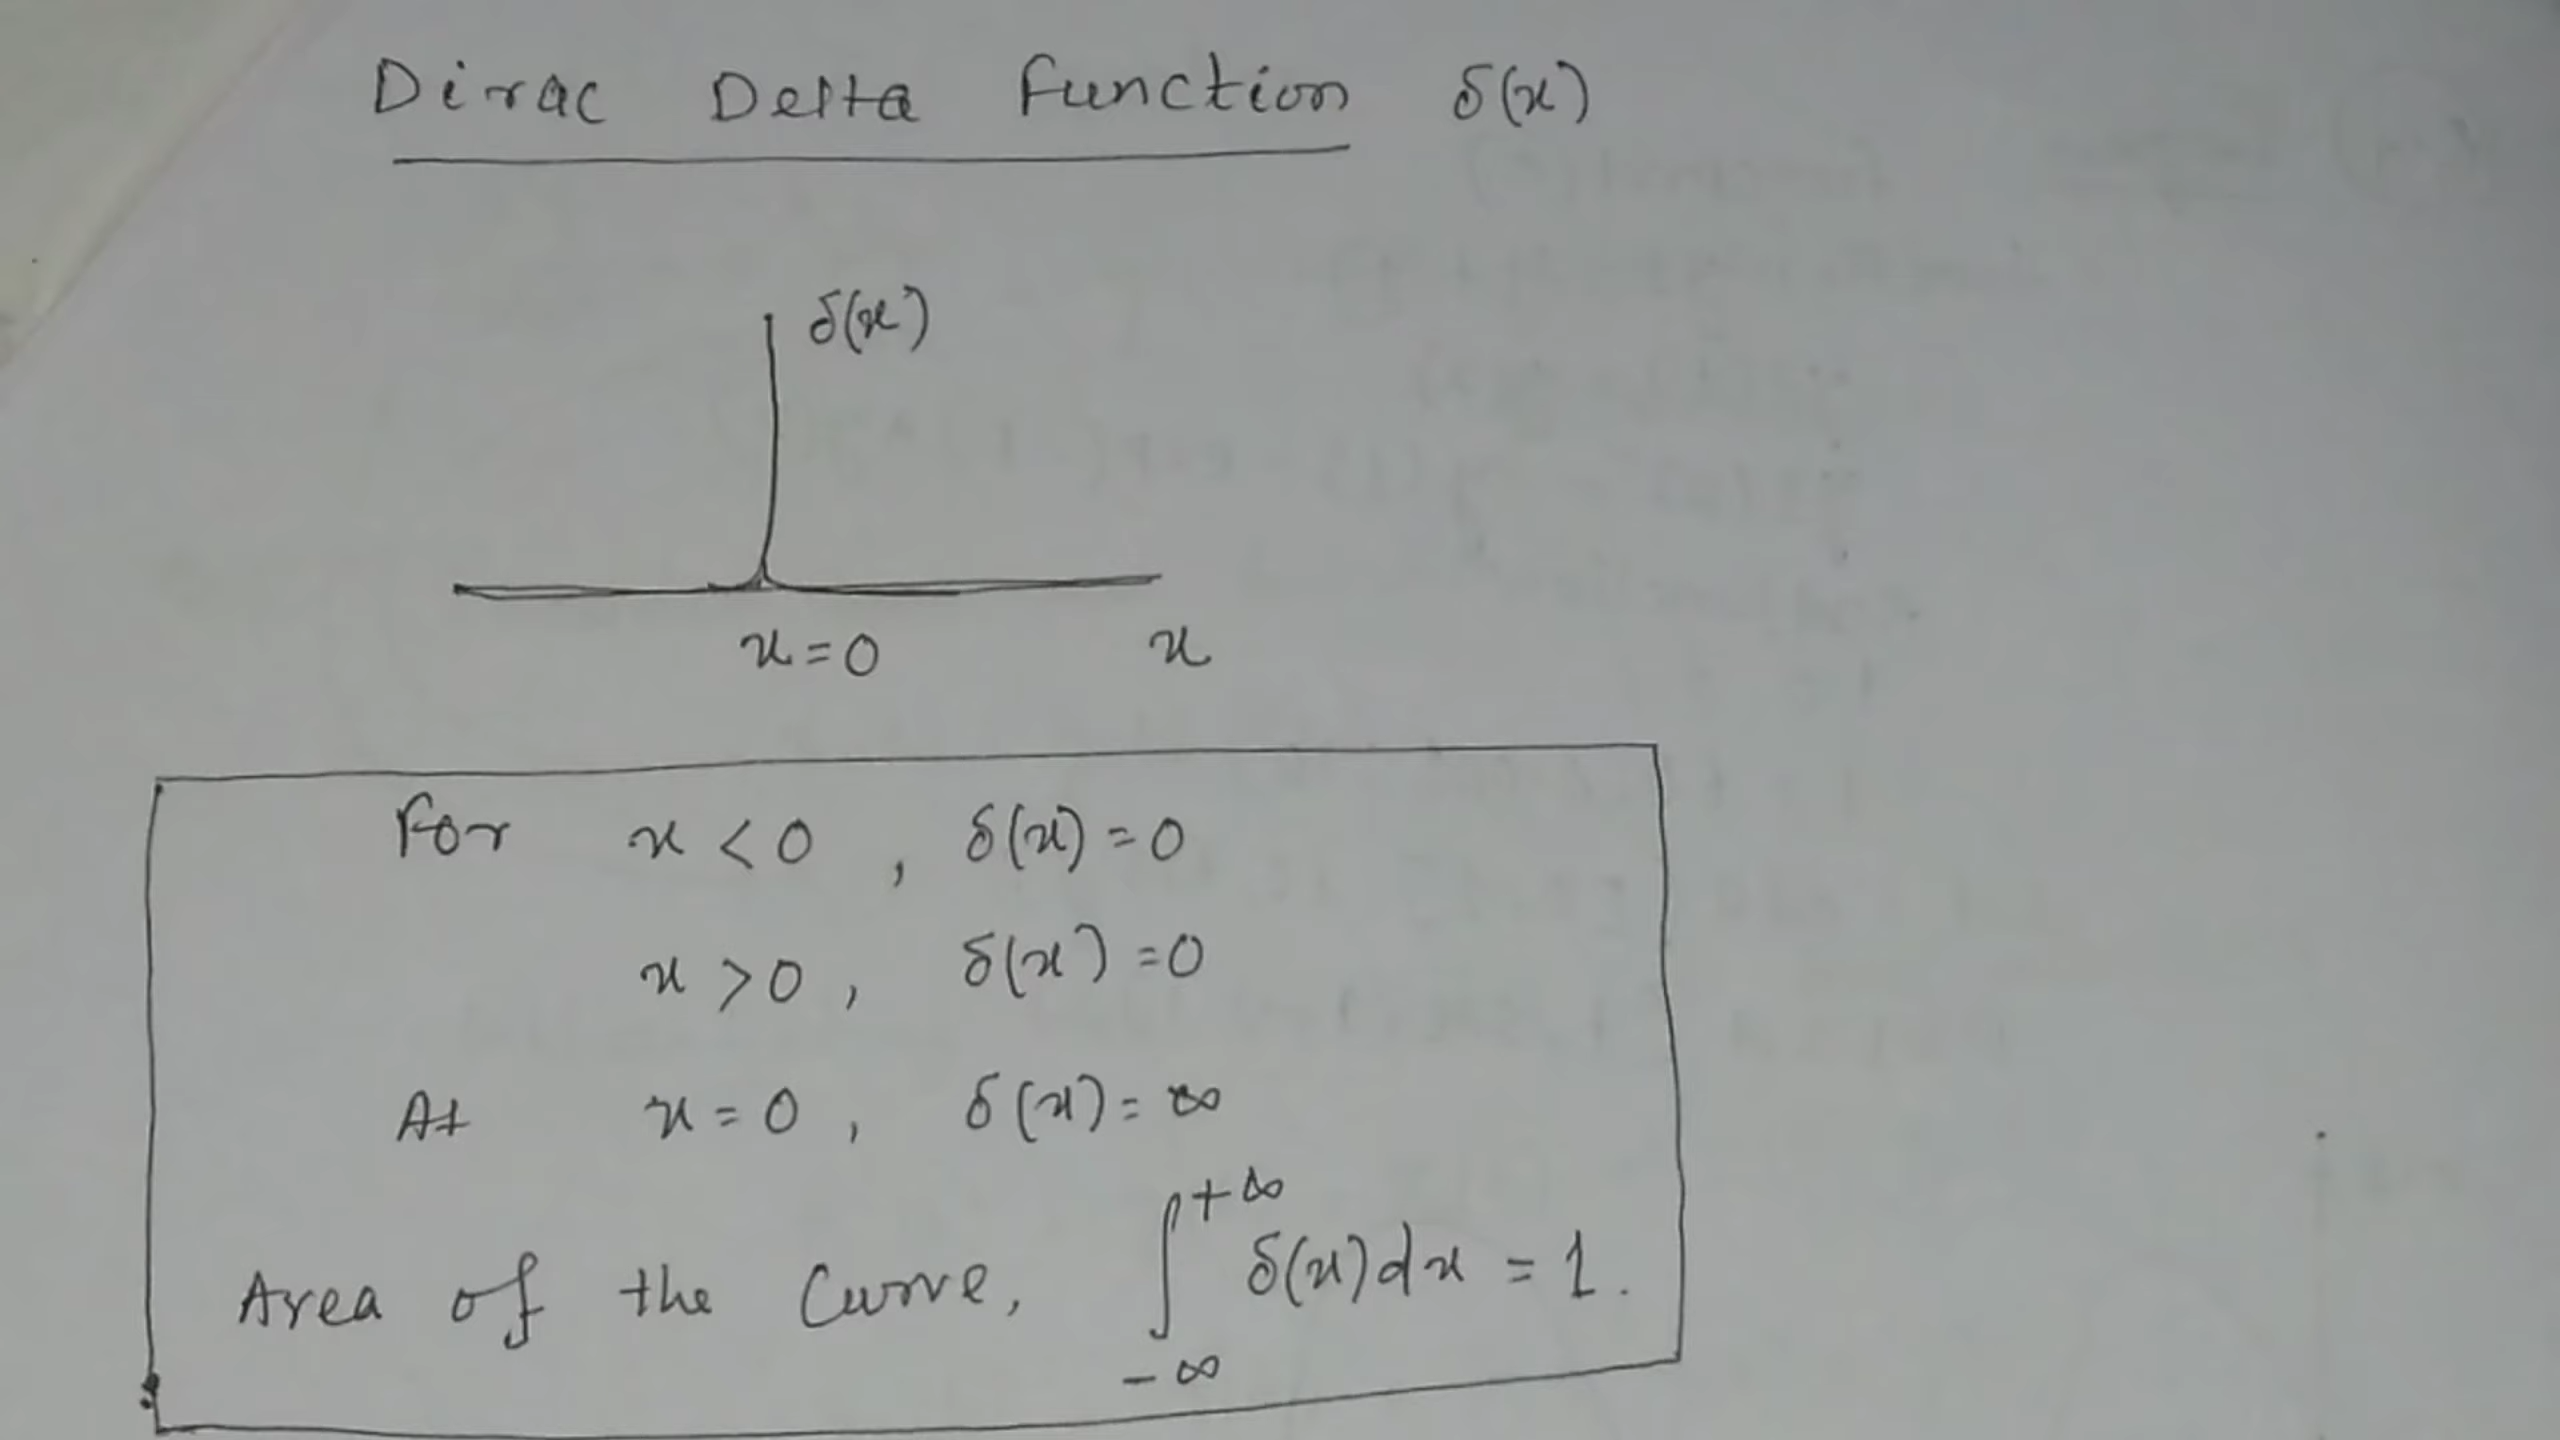 Dirac Delta Function δ(x)
δ(x)
x=0 x
For x < 0 , δ(x) = 0
x > 0 , δ(x) = 0
At x = 0 , δ(x) = ∞
Area of the Curve, ∫_{-∞}^{+∞} δ(x) dx = 1.